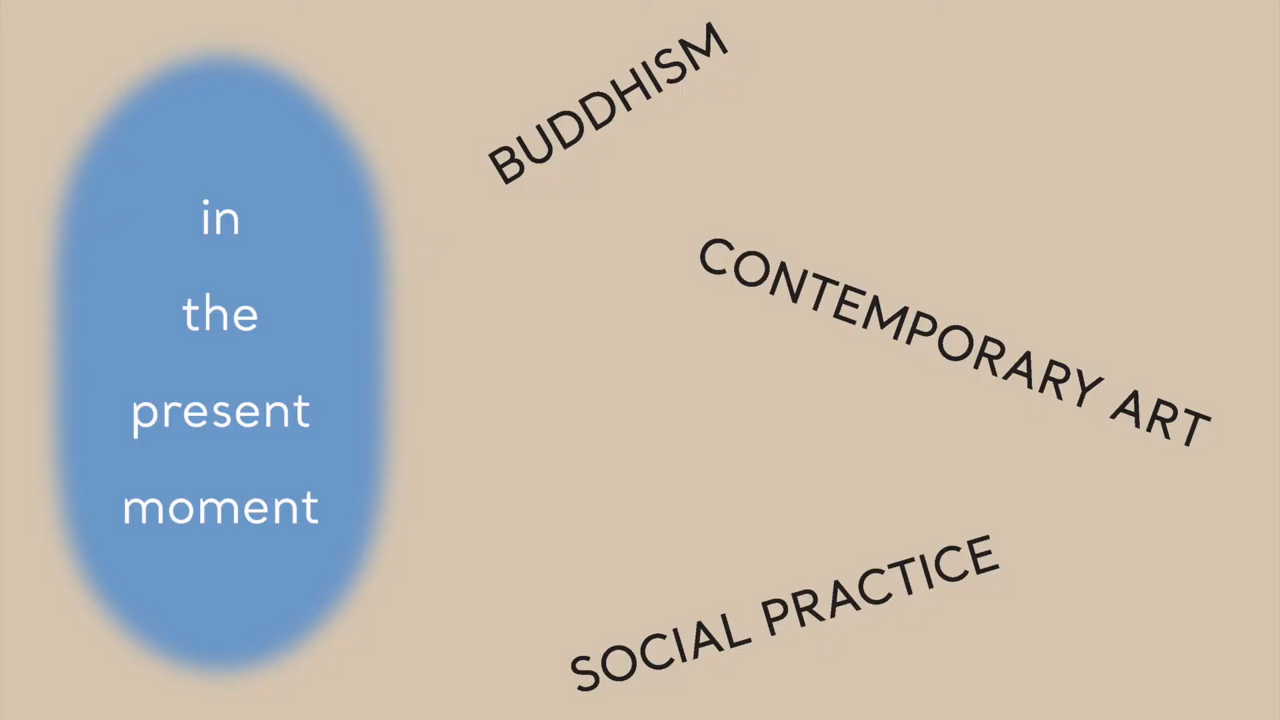 in
the
present
moment
BUDDHISM
CONTEMPORARY ART
SOCIAL PRACTICE